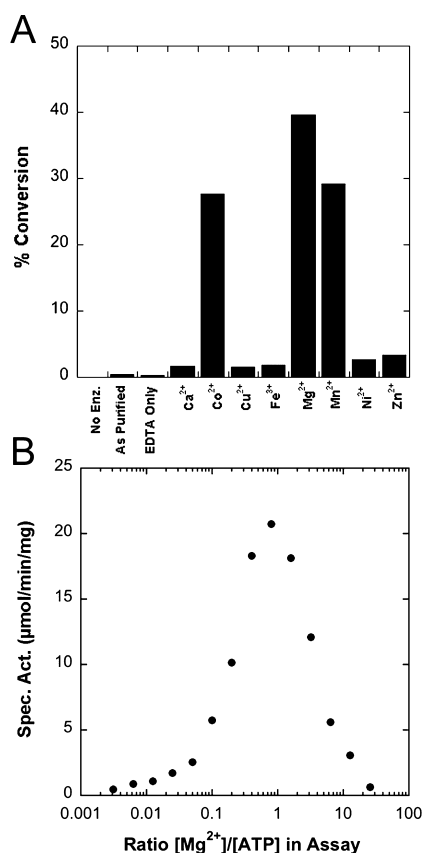 A
50
40
30
20
10
0
% Conversion
No Enz.
As Purified
EDTA Only
Ca²⁺
Co²⁺
Cu²⁺
Fe³⁺
Mg²⁺
Mn²⁺
Ni²⁺
Zn²⁺
B
25
20
15
10
5
0
Spec. Act. (µmol/min/mg)
0.001 0.01 0.1 1 10 100
Ratio [Mg²⁺]/[ATP] in Assay